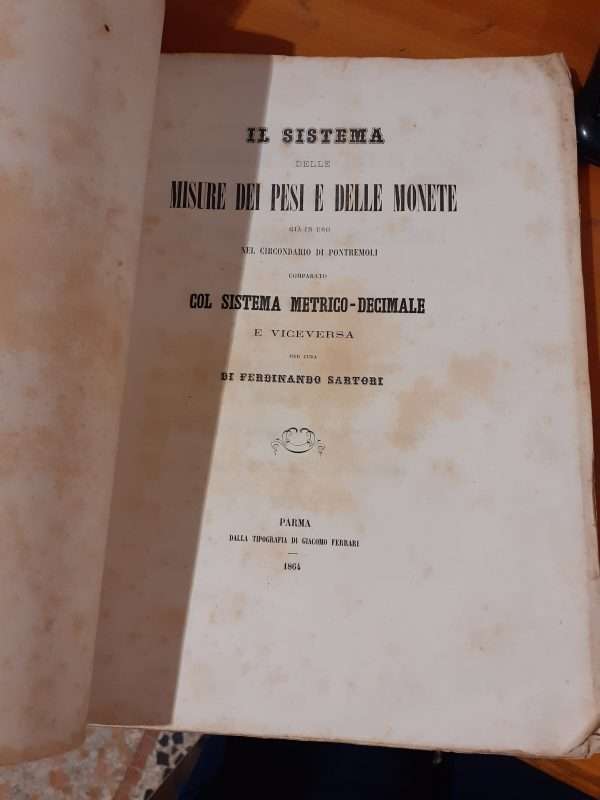 IL SISTEMA
DELLE
MISURE DEI PESI E DELLE MONETE
GIÀ IN USO
NEL CIRCONDARIO DI PONTREMOLI
COMPARATO
COL SISTEMA METRICO-DECIMALE
E VICEVERSA
PER CURA
DI FERDINANDO SARTORI
PARMA
DALLA TIPOGRAFIA DI GIACOMO FERRARI
1864